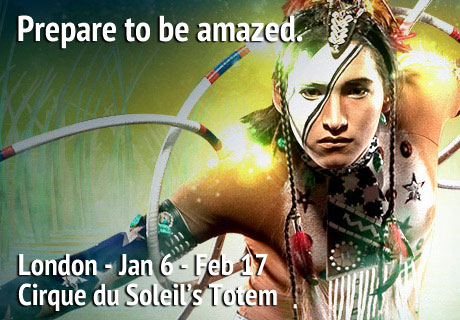 Prepare to be amazed.
London - Jan 6 - Feb 17
Cirque du Soleil's Totem